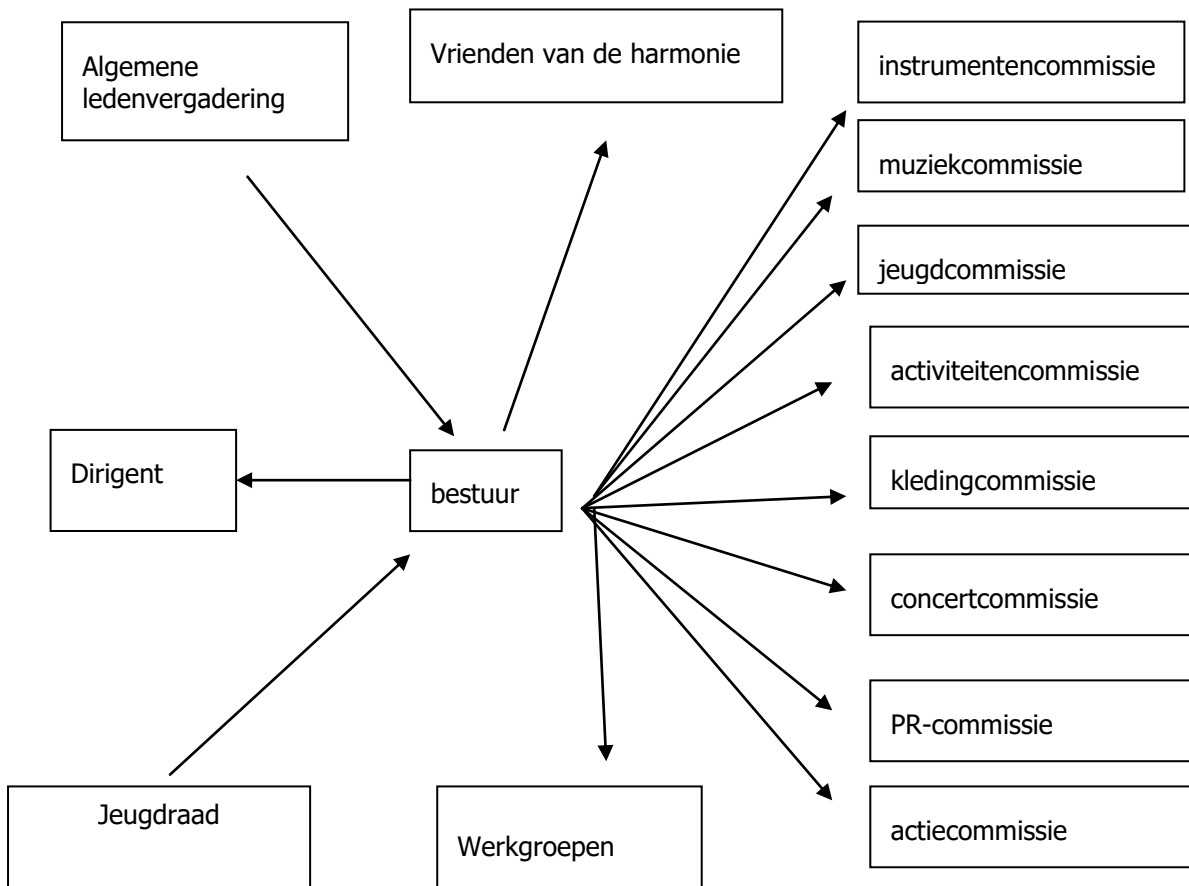 Algemene
ledenvergadering
Vrienden van de harmonie
instrumentencommissie
muziekcommissie
jeugdcommissie
activiteitencommissie
Dirigent
bestuur
kledingcommissie
concertcommissie
PR-commissie
Jeugdraad
Werkgroepen
actiecommissie